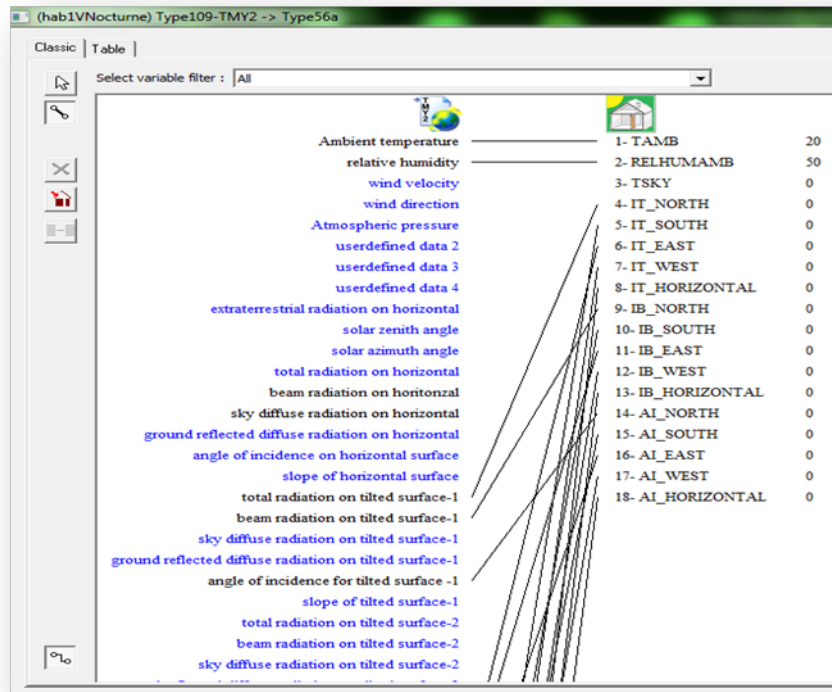 (hab1VNocturne) Type109-TMY2 -> Type56a
Classic Table
Select variable filter : All
TMY2
Ambient temperature 1- TAMB 20
relative humidity 2- RELHUMAMB 50
wind velocity 3- TSKY 0
wind direction 4- IT_NORTH 0
Atmospheric pressure 5- IT_SOUTH 0
userdefined data 2 6- IT_EAST 0
userdefined data 3 7- IT_WEST 0
userdefined data 4 8- IT_HORIZONTAL 0
extraterrestrial radiation on horizontal 9- IB_NORTH 0
solar zenith angle 10- IB_SOUTH 0
solar azimuth angle 11- IB_EAST 0
total radiation on horizontal 12- IB_WEST 0
beam radiation on horitonzal 13- IB_HORIZONTAL 0
sky diffuse radiation on horizontal 14- AI_NORTH 0
ground reflected diffuse radiation on horizontal 15- AI_SOUTH 0
angle of incidence on horizontal surface 16- AI_EAST 0
slope of horizontal surface 17- AI_WEST 0
total radiation on tilted surface-1 18- AI_HORIZONTAL 0
beam radiation on tilted surface-1
sky diffuse radiation on tilted surface-1
ground reflected diffuse radiation on tilted surface-1
angle of incidence for tilted surface -1
slope of tilted surface-1
total radiation on tilted surface-2
beam radiation on tilted surface-2
sky diffuse radiation on tilted surface-2